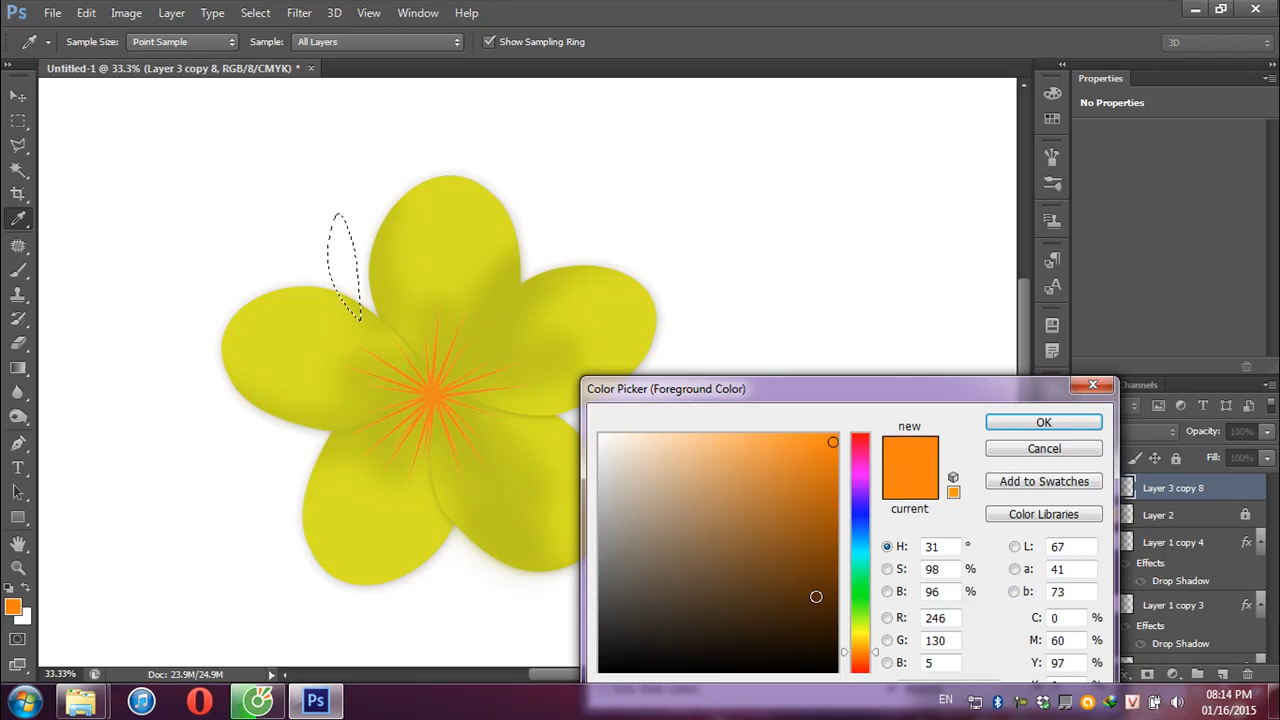 Ps File Edit Image Layer Type Select Filter 3D View Window Help
Sample Size: Point Sample Sample: All Layers Show Sampling Ring 3D
Untitled-1 @ 33.3% (Layer 3 copy 8, RGB/8/CMYK) *
Properties
No Properties
Color Picker (Foreground Color)
new
current
OK
Cancel
Add to Swatches
Color Libraries
H: 31 °
S: 98 %
B: 96 %
R: 246
G: 130
B: 5
L: 67
a: 41
b: 73
C: 0 %
M: 60 %
Y: 97 %
Channels
Opacity: 100%
Fill: 100%
Layer 3 copy 8
Layer 2
Layer 1 copy 4 fx
Effects
Drop Shadow
Layer 1 copy 3 fx
Effects
Drop Shadow
33.33% Doc: 23.9M/24.9M
Ps
EN
V
08:14 PM
01/16/2015